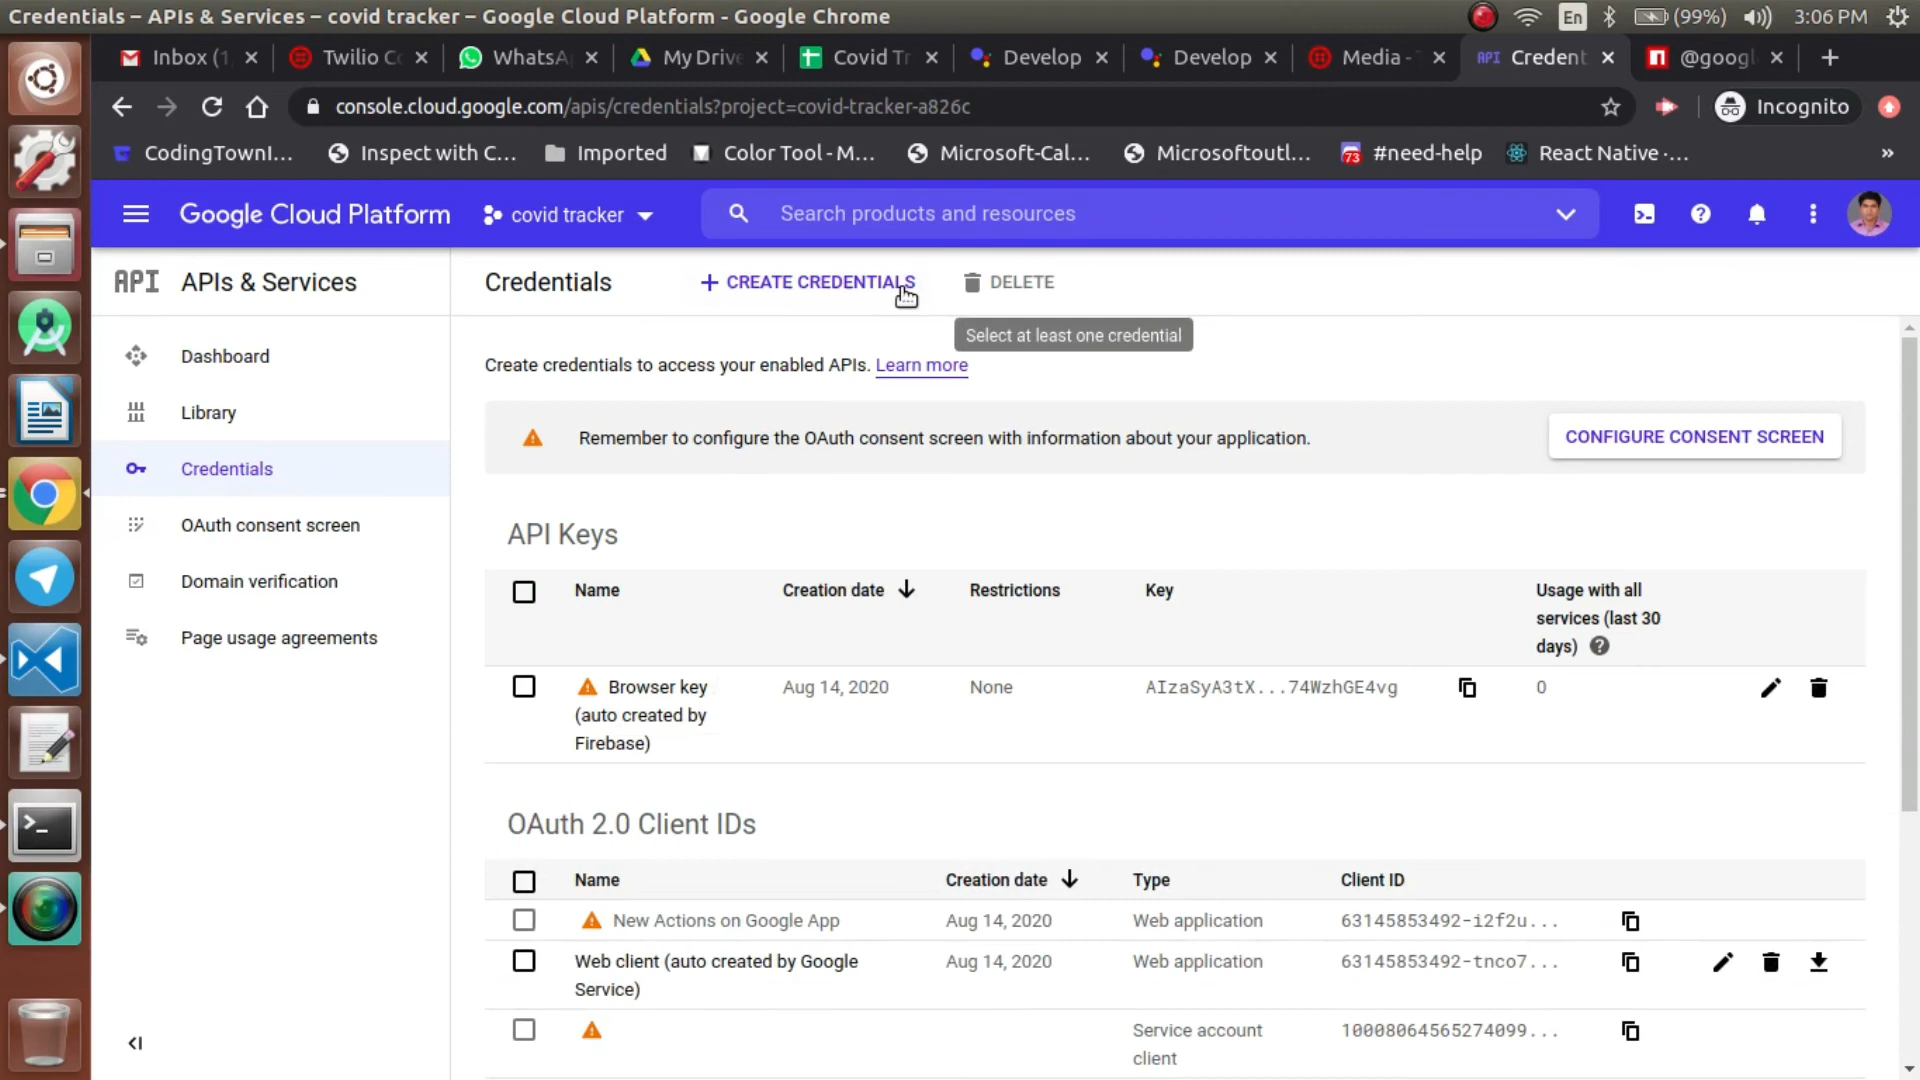 Credentials – APIs & Services – covid tracker – Google Cloud Platform - Google Chrome
En
(99%)
3:06 PM
Inbox (1
Twilio Co
WhatsA
My Drive
Covid Tr
Develop
Develop
Media -
API
Credent
@googl
console.cloud.google.com/apis/credentials?project=covid-tracker-a826c
Incognito
CodingTownI...
Inspect with C...
Imported
Color Tool - M...
Microsoft-Cal...
Microsoftoutl...
73
#need-help
React Native ·...
»
Google Cloud Platform
covid tracker
Search products and resources
API
APIs & Services
Credentials
+ CREATE CREDENTIALS
DELETE
Select at least one credential
Dashboard
Library
Credentials
OAuth consent screen
Domain verification
Page usage agreements
Create credentials to access your enabled APIs. Learn more
Remember to configure the OAuth consent screen with information about your application.
CONFIGURE CONSENT SCREEN
API Keys
Name
Creation date
Restrictions
Key
Usage with all
services (last 30
days)
Browser key
(auto created by
Firebase)
Aug 14, 2020
None
AIzaSyA3tX...74WzhGE4vg
0
OAuth 2.0 Client IDs
Name
Creation date
Type
Client ID
New Actions on Google App
Aug 14, 2020
Web application
63145853492-i2f2u...
Web client (auto created by Google
Service)
Aug 14, 2020
Web application
63145853492-tnco7...
Service account
client
10008064565274099...